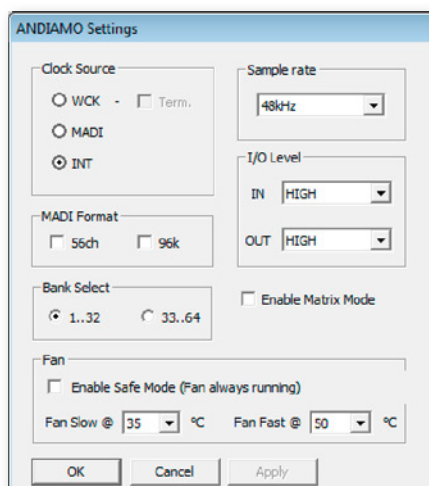 ANDIAMO Settings
Clock Source
WCK - Term.
MADI
INT
Sample rate
48kHz
I/O Level
IN HIGH
OUT HIGH
MADI Format
56ch 96k
Bank Select
1..32 33..64
Enable Matrix Mode
Fan
Enable Safe Mode (Fan always running)
Fan Slow @ 35 °C Fan Fast @ 50 °C
OK Cancel Apply